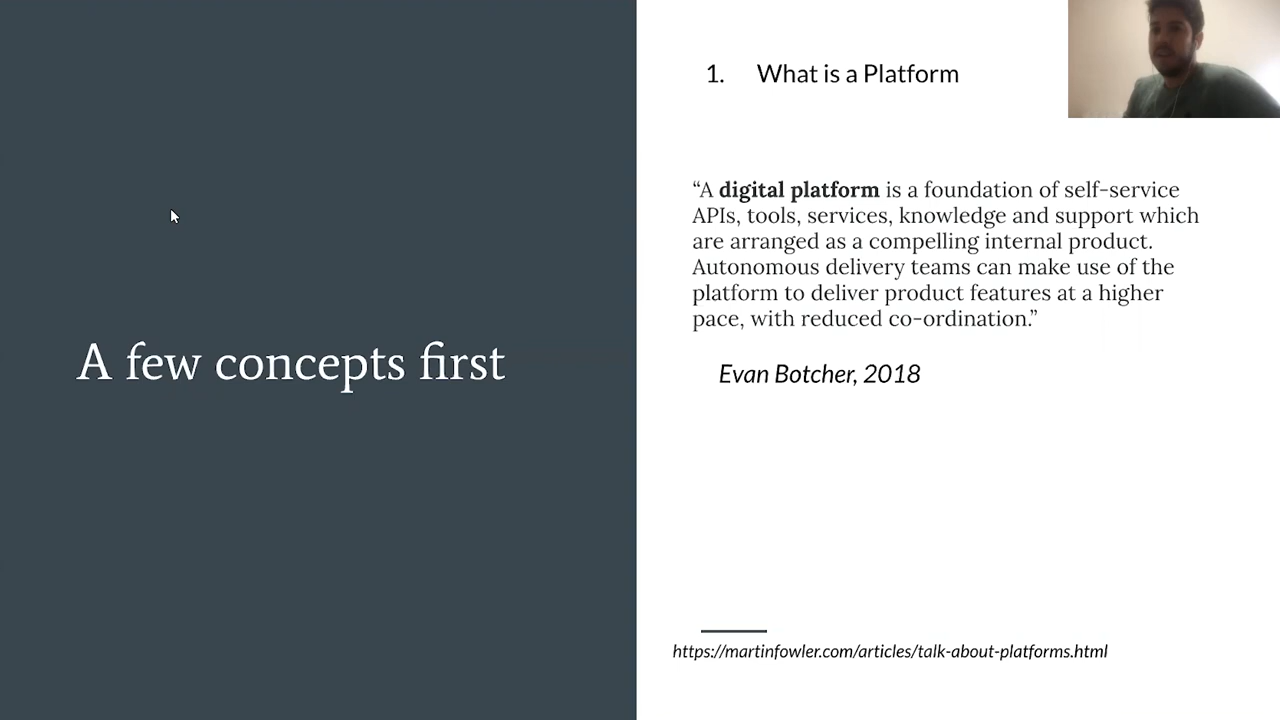 A few concepts first
1. What is a Platform
“A digital platform is a foundation of self-service
APIs, tools, services, knowledge and support which
are arranged as a compelling internal product.
Autonomous delivery teams can make use of the
platform to deliver product features at a higher
pace, with reduced co-ordination.”
Evan Botcher, 2018
https://martinfowler.com/articles/talk-about-platforms.html